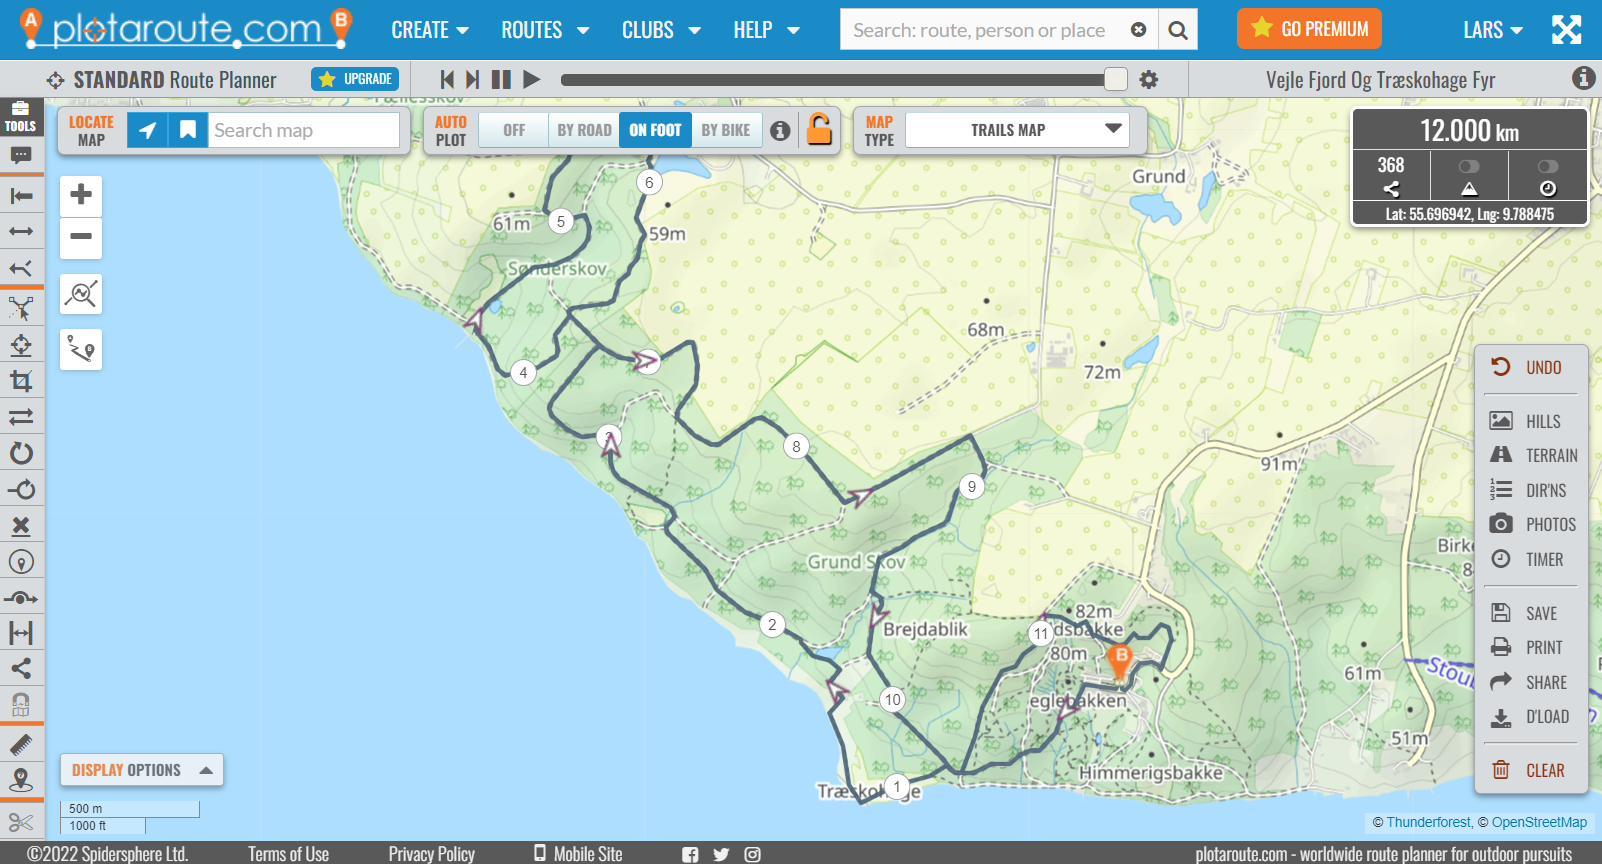 A plotaroute.com B
CREATE ROUTES CLUBS HELP
Search: route, person or place
GO PREMIUM
LARS
STANDARD Route Planner
UPGRADE
Vejle Fjord Og Træskohage Fyr
TOOLS
LOCATE MAP
Search map
AUTO PLOT
OFF BY ROAD ON FOOT BY BIKE
MAP TYPE
TRAILS MAP
12.000 km
368
Lat: 55.696942, Lng: 9.788475
Grund
6
5
61m
59m
Sønderskov
68m
72m
4
3
8
9
91m
Grund Skov
2
82m
Brejdablik
11
ldsbakke
80m
B
61m
10
eglebakken
51m
Himmerigsbakke
1
Træskohage
Birke
Stoub
UNDO
HILLS
TERRAIN
DIR'NS
PHOTOS
TIMER
SAVE
PRINT
SHARE
D'LOAD
CLEAR
DISPLAY OPTIONS
500 m
1000 ft
© Thunderforest, © OpenStreetMap
©2022 Spidersphere Ltd. Terms of Use Privacy Policy Mobile Site
plotaroute.com - worldwide route planner for outdoor pursuits